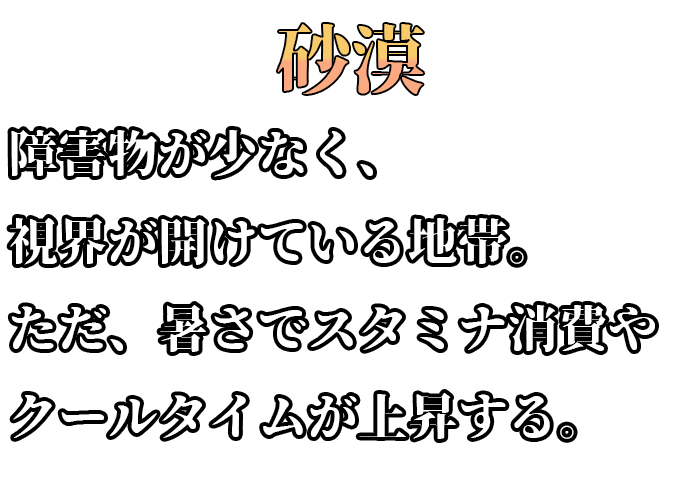 砂漠
障害物が少なく、
視界が開けている地帯。
ただ、暑さでスタミナ消費や
クールタイムが上昇する。